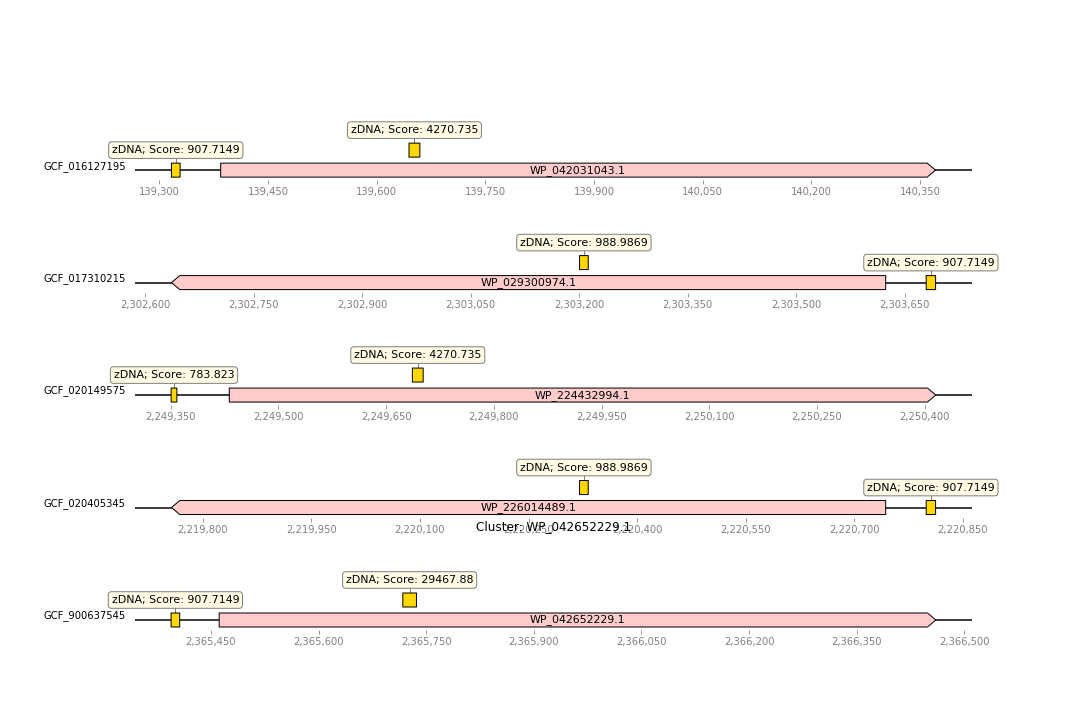 zDNA; Score: 4270.735
zDNA; Score: 907.7149
GCF_016127195
WP_042031043.1
139,300 139,450 139,600 139,750 139,900 140,050 140,200 140,350
zDNA; Score: 988.9869
zDNA; Score: 907.7149
GCF_017310215
WP_029300974.1
2,302,600 2,302,750 2,302,900 2,303,050 2,303,200 2,303,350 2,303,500 2,303,650
zDNA; Score: 4270.735
zDNA; Score: 783.823
GCF_020149575
WP_224432994.1
2,249,350 2,249,500 2,249,650 2,249,800 2,249,950 2,250,100 2,250,250 2,250,400
zDNA; Score: 988.9869
zDNA; Score: 907.7149
GCF_020405345
WP_226014489.1
Cluster: WP_042652229.1
2,219,800 2,219,950 2,220,100 2,220,250 2,220,400 2,220,550 2,220,700 2,220,850
zDNA; Score: 29467.88
zDNA; Score: 907.7149
GCF_900637545
WP_042652229.1
2,365,450 2,365,600 2,365,750 2,365,900 2,366,050 2,366,200 2,366,350 2,366,500